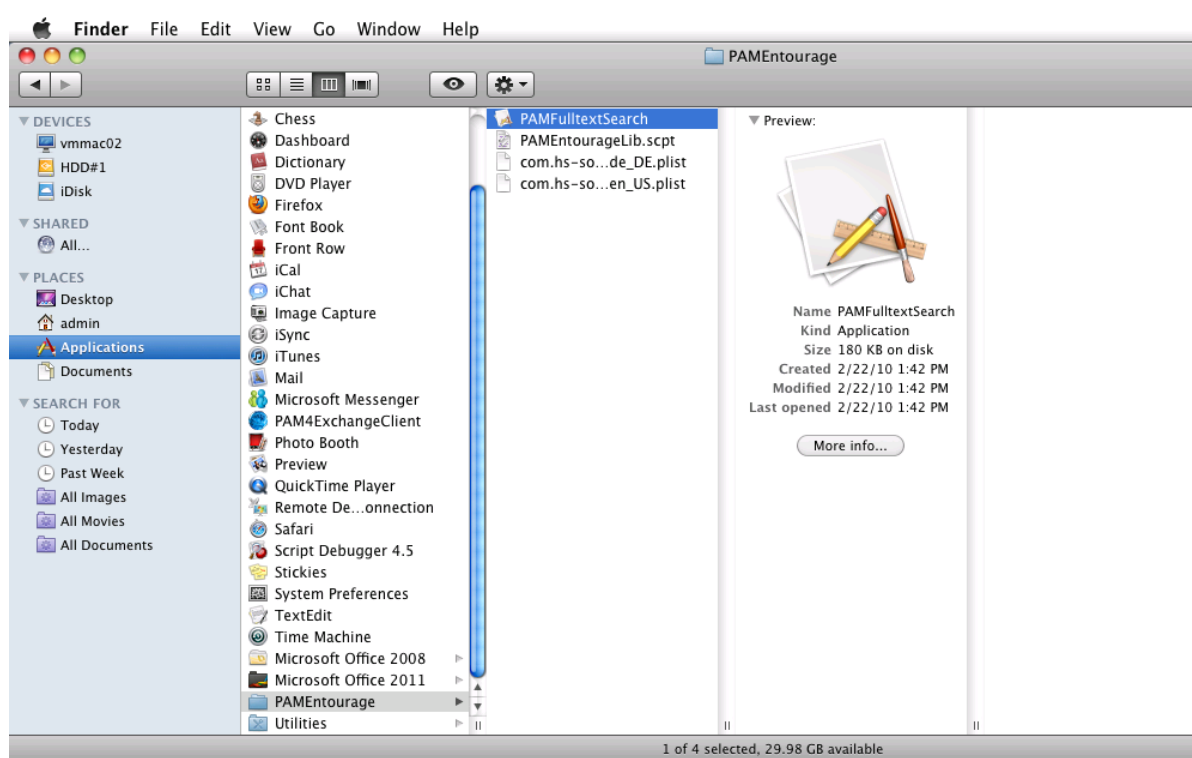 Finder File Edit View Go Window Help
PAMEntourage
DEVICES
vmmac02
HDD#1
iDisk
SHARED
All...
PLACES
Desktop
admin
Applications
Documents
SEARCH FOR
Today
Yesterday
Past Week
All Images
All Movies
All Documents
Chess
Dashboard
Dictionary
DVD Player
Firefox
Font Book
Front Row
iCal
iChat
Image Capture
iSync
iTunes
Mail
Microsoft Messenger
PAM4ExchangeClient
Photo Booth
Preview
QuickTime Player
Remote De...onnection
Safari
Script Debugger 4.5
Stickies
System Preferences
TextEdit
Time Machine
Microsoft Office 2008
Microsoft Office 2011
PAMEntourage
Utilities
PAMFulltextSearch
PAMEntourageLib.scpt
com.hs-so...de_DE.plist
com.hs-so...en_US.plist
Preview:
Name PAMFulltextSearch
Kind Application
Size 180 KB on disk
Created 2/22/10 1:42 PM
Modified 2/22/10 1:42 PM
Last opened 2/22/10 1:42 PM
More info...
1 of 4 selected, 29.98 GB available